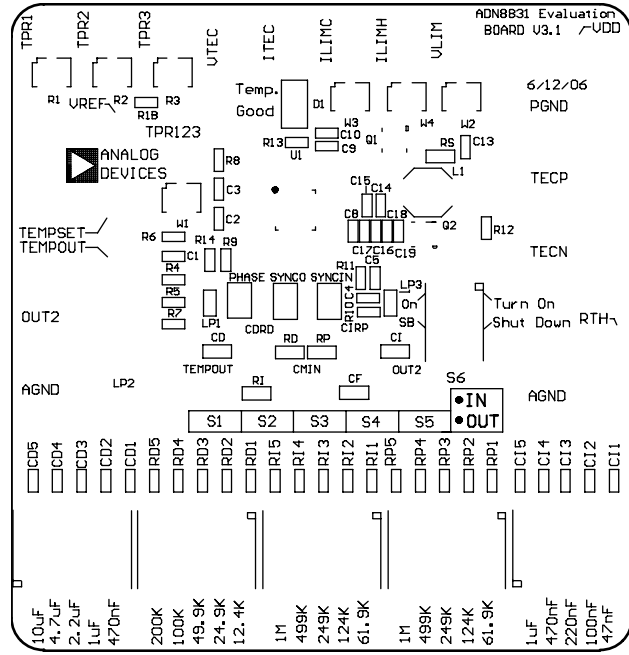 ADN8831 Evaluation
BOARD V3.1
VDD
TPR1
TPR2
TPR3
VTEC
ITEC
ILIMC
ILIMH
VLIM
6/12/06
PGND
Temp.
Good
D1
R1
VREF
R2
R1B
R3
TPR123
W3
W4
W2
C10
C9
R13
U1
Q1
RS
C13
L1
ANALOG
DEVICES
R8
C3
C2
W1
TECP
C15
C14
C8
C18
C17
C16
C19
Q2
R12
TECN
TEMPSET
TEMPOUT
R6
C1
R14
R9
R4
R5
R7
PHASE
SYNCO
SYNCIN
R11
C5
C4
R10
LP3
On
SB
Turn On
Shut Down
RTH
OUT2
LP1
CDRD
CIRP
CD
TEMPOUT
RD
RP
CMIN
CI
OUT2
AGND
LP2
RI
CF
S6
IN
OUT
AGND
S1
S2
S3
S4
S5
CD5
CD4
CD3
CD2
CD1
RD5
RD4
RD3
RD2
RD1
RI5
RI4
RI3
RI2
RI1
RP5
RP4
RP3
RP2
RP1
CI5
CI4
CI3
CI2
CI1
10uF
4.7uF
2.2uF
1uF
470nF
200K
100K
49.9K
24.9K
12.4K
1M
499K
249K
124K
61.9K
1M
499K
249K
124K
61.9K
1uF
470nF
220nF
100nF
47nF